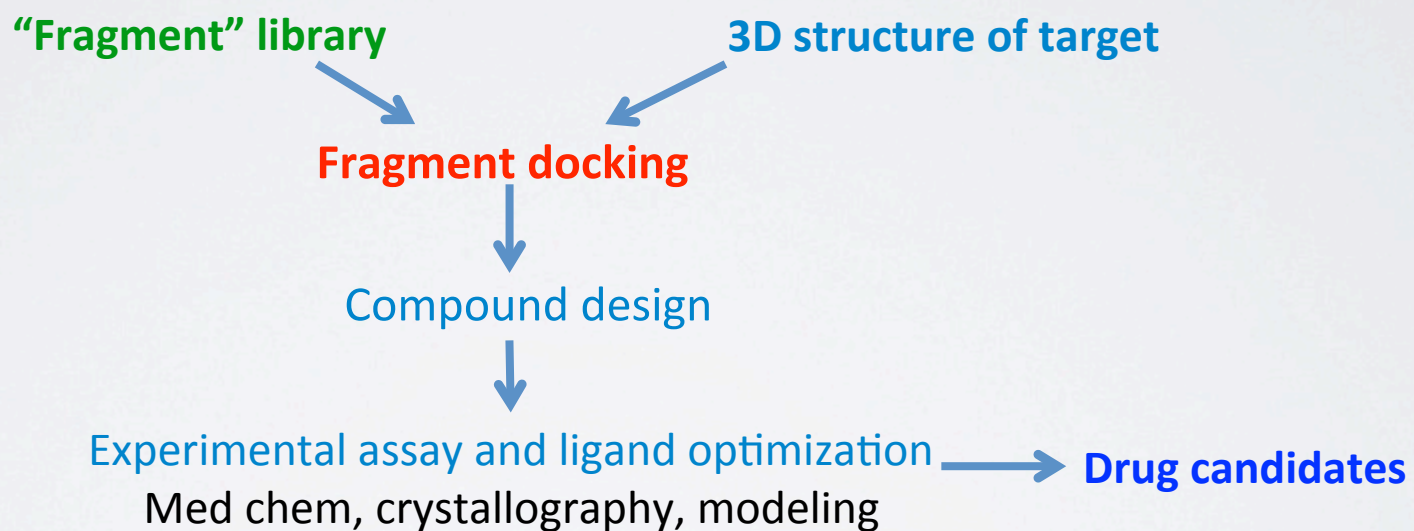 “Fragment” library
3D structure of target
Fragment docking
Compound design
Experimental assay and ligand optimization
Drug candidates
Med chem, crystallography, modeling